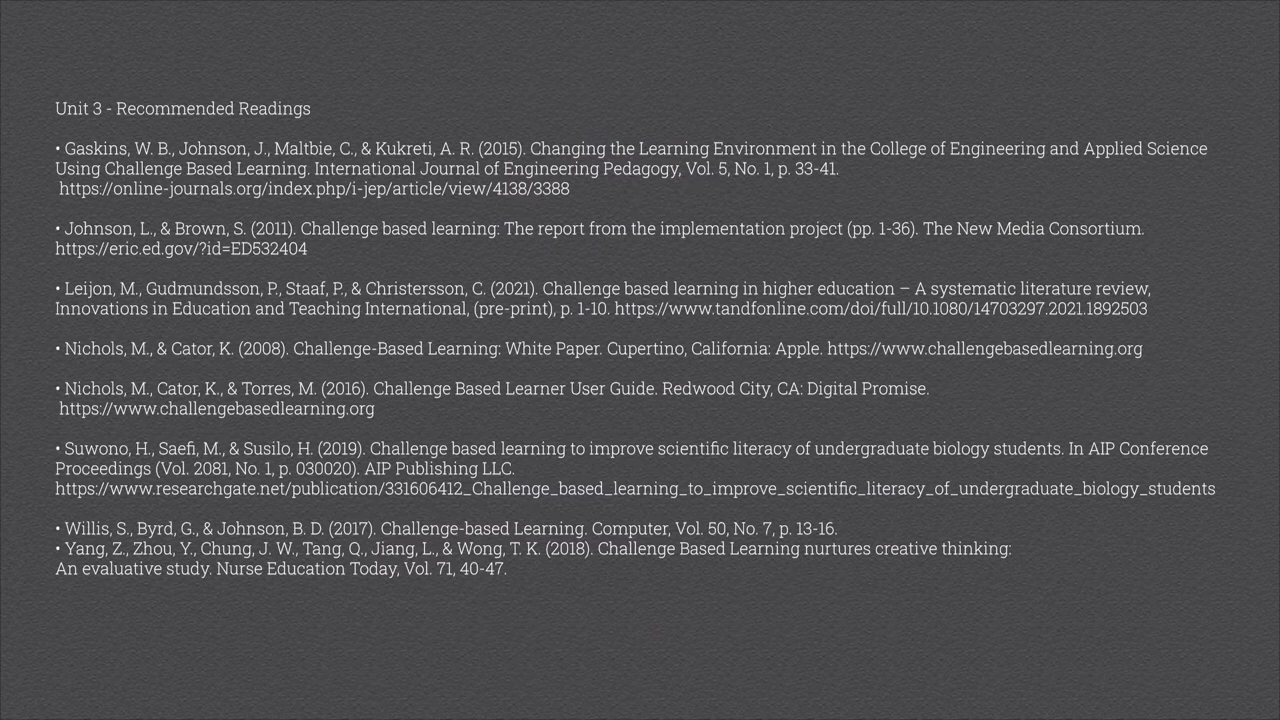 Unit 3 - Recommended Readings
• Gaskins, W. B., Johnson, J., Maltbie, C., & Kukreti, A. R. (2015). Changing the Learning Environment in the College of Engineering and Applied Science
Using Challenge Based Learning. International Journal of Engineering Pedagogy, Vol. 5, No. 1, p. 33-41.
https://online-journals.org/index.php/i-jep/article/view/4138/3388
• Johnson, L., & Brown, S. (2011). Challenge based learning: The report from the implementation project (pp. 1-36). The New Media Consortium.
https://eric.ed.gov/?id=ED532404
• Leijon, M., Gudmundsson, P., Staaf, P., & Christersson, C. (2021). Challenge based learning in higher education – A systematic literature review,
Innovations in Education and Teaching International, (pre-print), p. 1-10. https://www.tandfonline.com/doi/full/10.1080/14703297.2021.1892503
• Nichols, M., & Cator, K. (2008). Challenge-Based Learning: White Paper. Cupertino, California: Apple. https://www.challengebasedlearning.org
• Nichols, M., Cator, K., & Torres, M. (2016). Challenge Based Learner User Guide. Redwood City, CA: Digital Promise.
https://www.challengebasedlearning.org
• Suwono, H., Saefi, M., & Susilo, H. (2019). Challenge based learning to improve scientific literacy of undergraduate biology students. In AIP Conference
Proceedings (Vol. 2081, No. 1, p. 030020). AIP Publishing LLC.
https://www.researchgate.net/publication/331606412_Challenge_based_learning_to_improve_scientific_literacy_of_undergraduate_biology_students
• Willis, S., Byrd, G., & Johnson, B. D. (2017). Challenge-based Learning. Computer, Vol. 50, No. 7, p. 13-16.
• Yang, Z., Zhou, Y., Chung, J. W., Tang, Q., Jiang, L., & Wong, T. K. (2018). Challenge Based Learning nurtures creative thinking:
An evaluative study. Nurse Education Today, Vol. 71, 40-47.